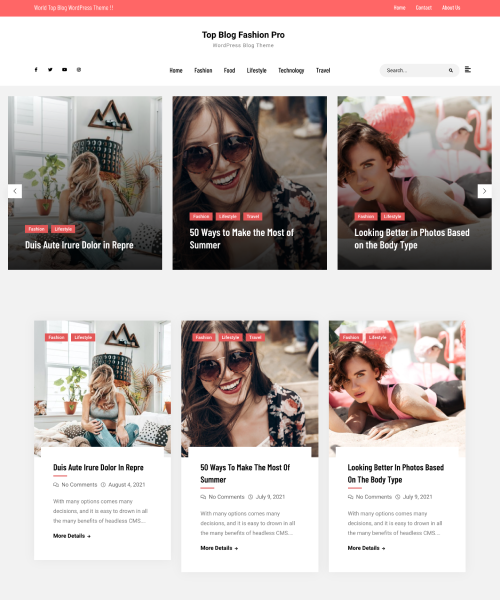 World Top Blog WordPress Theme !!
Home Contact About Us
Top Blog Fashion Pro
WordPress Blog Theme
Home Fashion Food Lifestyle Technology Travel
Search...
Fashion Lifestyle
Duis Aute Irure Dolor in Repre
Fashion Lifestyle Travel
50 Ways to Make the Most of
Summer
Fashion Lifestyle
Looking Better in Photos Based
on the Body Type
Fashion Lifestyle
Duis Aute Irure Dolor In Repre
No Comments August 4, 2021
With many options comes many
decisions, and it is easy to drown in all
the many benefits of headless CMS...
More Details
Fashion Lifestyle Travel
50 Ways To Make The Most Of
Summer
No Comments July 9, 2021
With many options comes many
decisions, and it is easy to drown in all
the many benefits of headless CMS...
More Details
Fashion Lifestyle
Looking Better In Photos Based
On The Body Type
No Comments July 9, 2021
With many options comes many
decisions, and it is easy to drown in all
the many benefits of headless CMS...
More Details